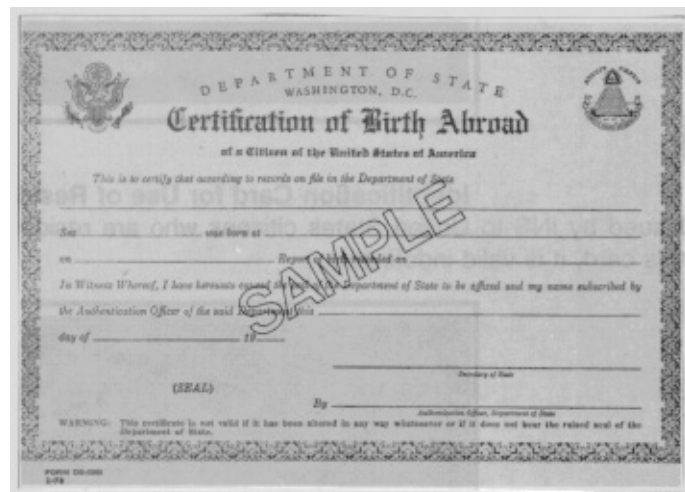 DEPARTMENT OF STATE
WASHINGTON, D.C.
Certification of Birth Abroad
of a Citizen of the United States of America
This is to certify that according to records on file in the Department of State
Sex was born at
on Report of birth recorded on
In Witness Whereof, I have hereunto caused the seal of the Department of State to be affixed and my name subscribed by
the Authentication Officer of the said Department this
day of 19
Secretary of State
(SEAL)
By
Authentication Officer, Department of State
WARNING: This certificate is not valid if it has been altered in any way whatsoever or if it does not bear the raised seal of the
Department of State.
FORM
1-78
SAMPLE